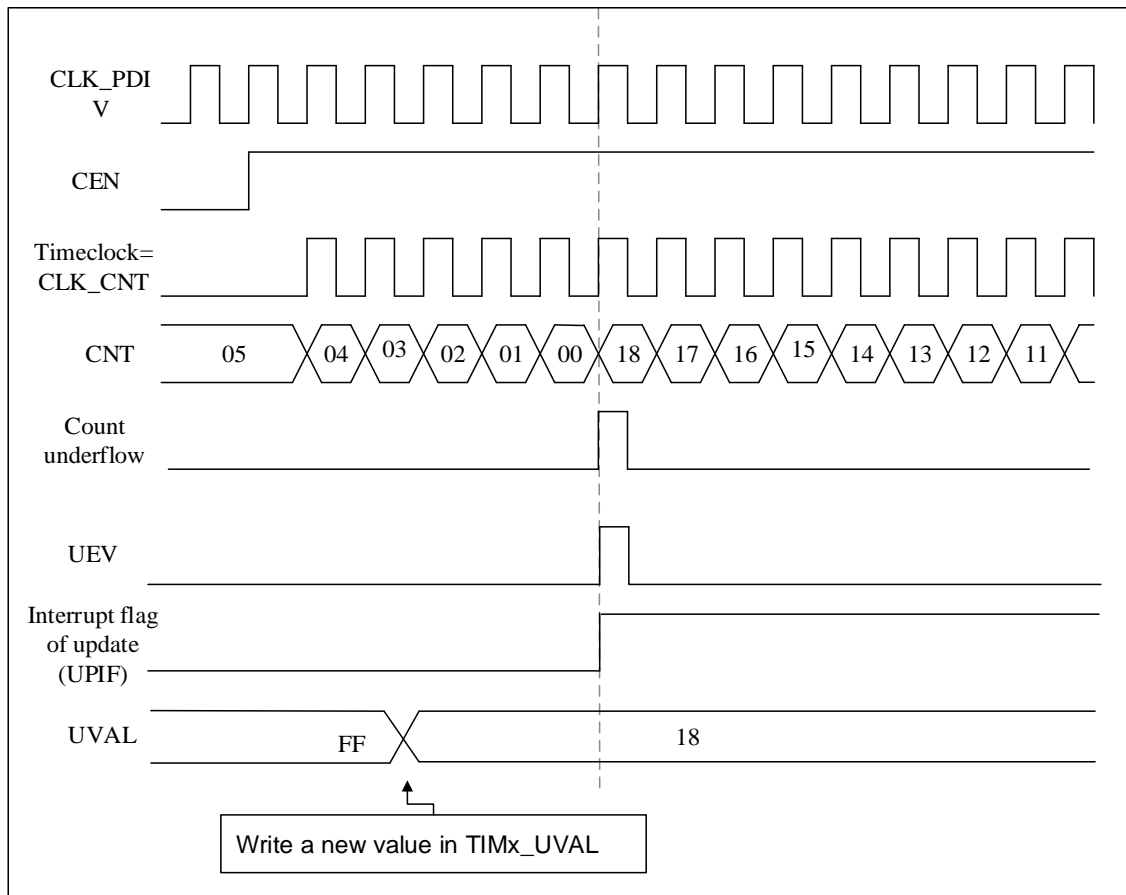 CLK_PDI
V
CEN
Timeclock=
CLK_CNT
CNT
05 04 03 02 01 00 18 17 16 15 14 13 12 11
Count
underflow
UEV
Interrupt flag
of update
(UPIF)
UVAL
FF 18
Write a new value in TIMx_UVAL